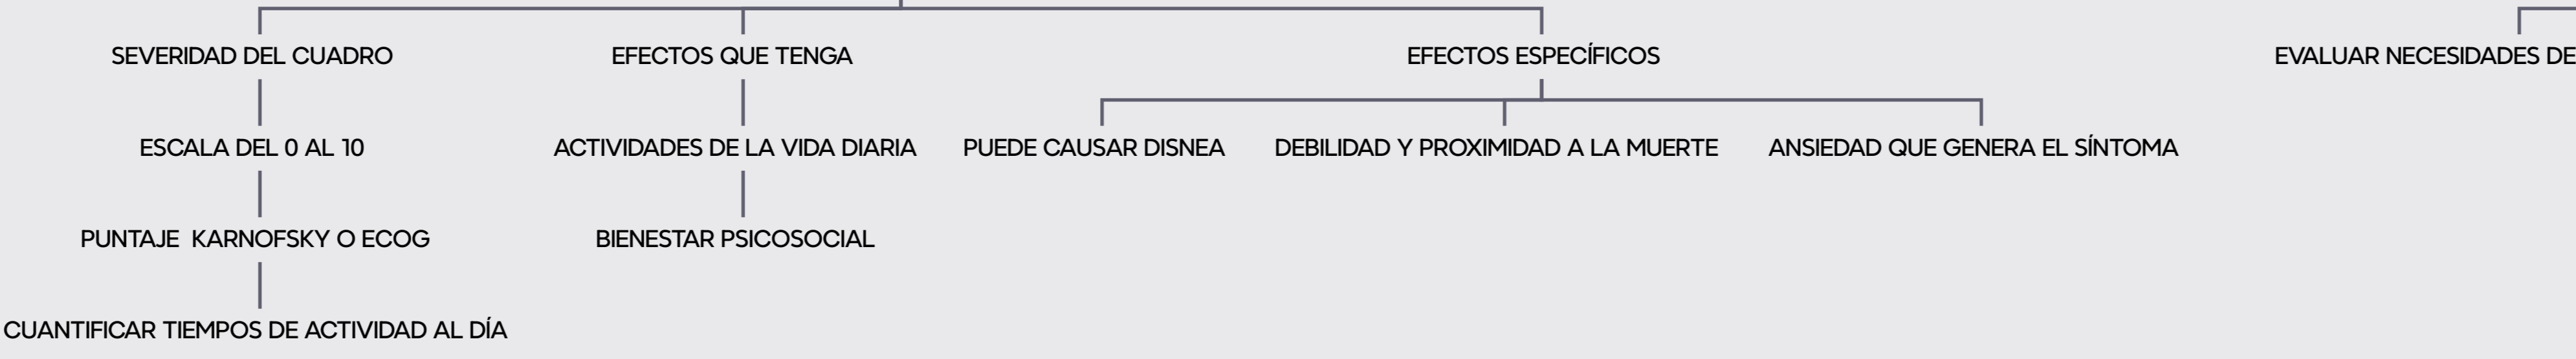 SEVERIDAD DEL CUADRO
EFECTOS QUE TENGA
EFECTOS ESPECÍFICOS
EVALUAR NECESIDADES DE
ESCALA DEL 0 AL 10
ACTIVIDADES DE LA VIDA DIARIA
PUEDE CAUSAR DISNEA
DEBILIDAD Y PROXIMIDAD A LA MUERTE
ANSIEDAD QUE GENERA EL SÍNTOMA
PUNTAJE  KARNOFSKY O ECOG
BIENESTAR PSICOSOCIAL
CUANTIFICAR TIEMPOS DE ACTIVIDAD AL DÍA